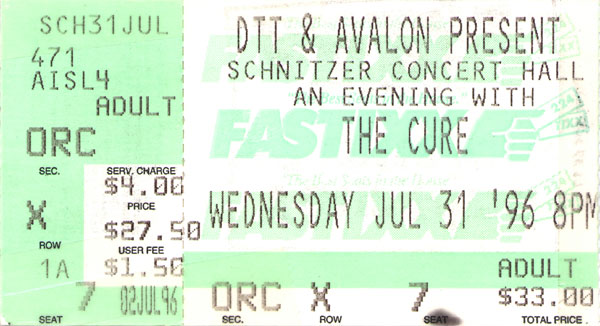 SCH31JUL
471
AISL4
ADULT
ORC
SEC.
SERV. CHARGE
$4.00
PRICE
X
$27.50
ROW
USER FEE
1A
$1.50
7
02JUL96
SEAT
DTT & AVALON PRESENT
SCHNITZER CONCERT HALL
AN EVENING WITH
THE CURE
FASTIXX
WEDNESDAY JUL 31 '96 8PM
ADULT
ORC X 7 $33.00
SEC. ROW SEAT TOTAL PRICE